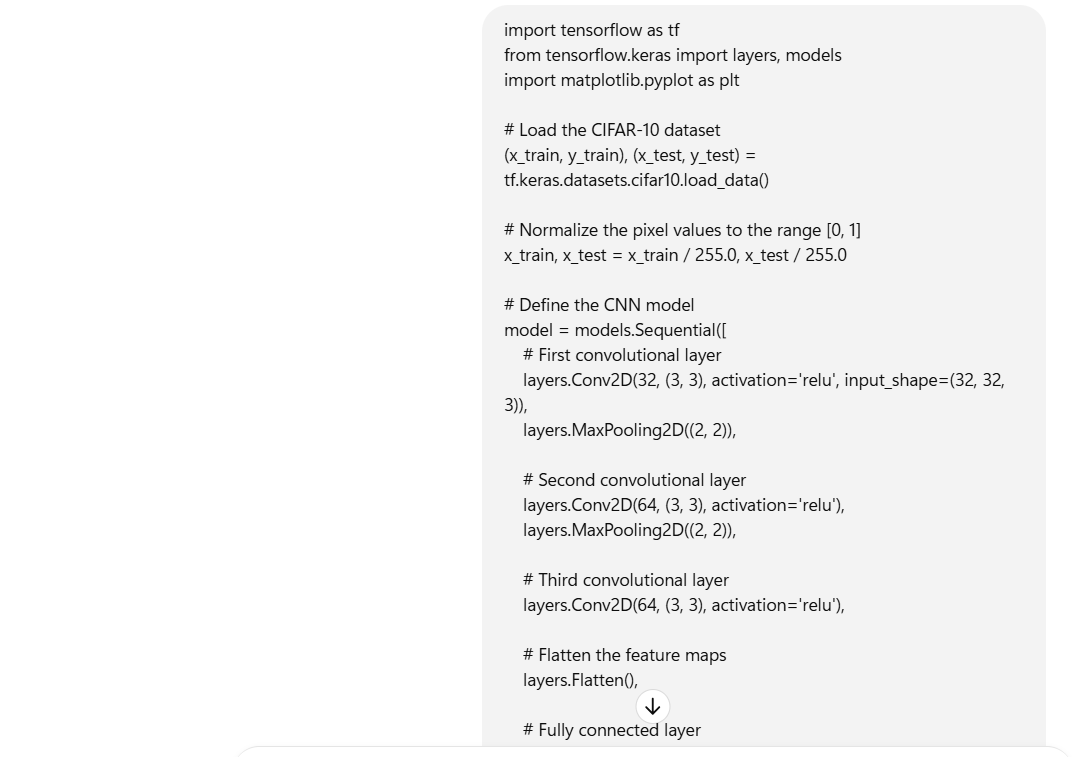 import tensorflow as tf
from tensorflow.keras import layers, models
import matplotlib.pyplot as plt
# Load the CIFAR-10 dataset
(x_train, y_train), (x_test, y_test) =
tf.keras.datasets.cifar10.load_data()
# Normalize the pixel values to the range [0, 1]
x_train, x_test = x_train / 255.0, x_test / 255.0
# Define the CNN model
model = models.Sequential([
# First convolutional layer
layers.Conv2D(32, (3, 3), activation='relu', input_shape=(32, 32,
3)),
layers.MaxPooling2D((2, 2)),
# Second convolutional layer
layers.Conv2D(64, (3, 3), activation='relu'),
layers.MaxPooling2D((2, 2)),
# Third convolutional layer
layers.Conv2D(64, (3, 3), activation='relu'),
# Flatten the feature maps
layers.Flatten(),
# Fully connected layer